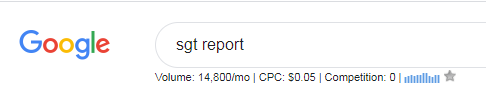 Google
sgt report
Volume: 14,800/mo | CPC: $0.05 | Competition: 0 |